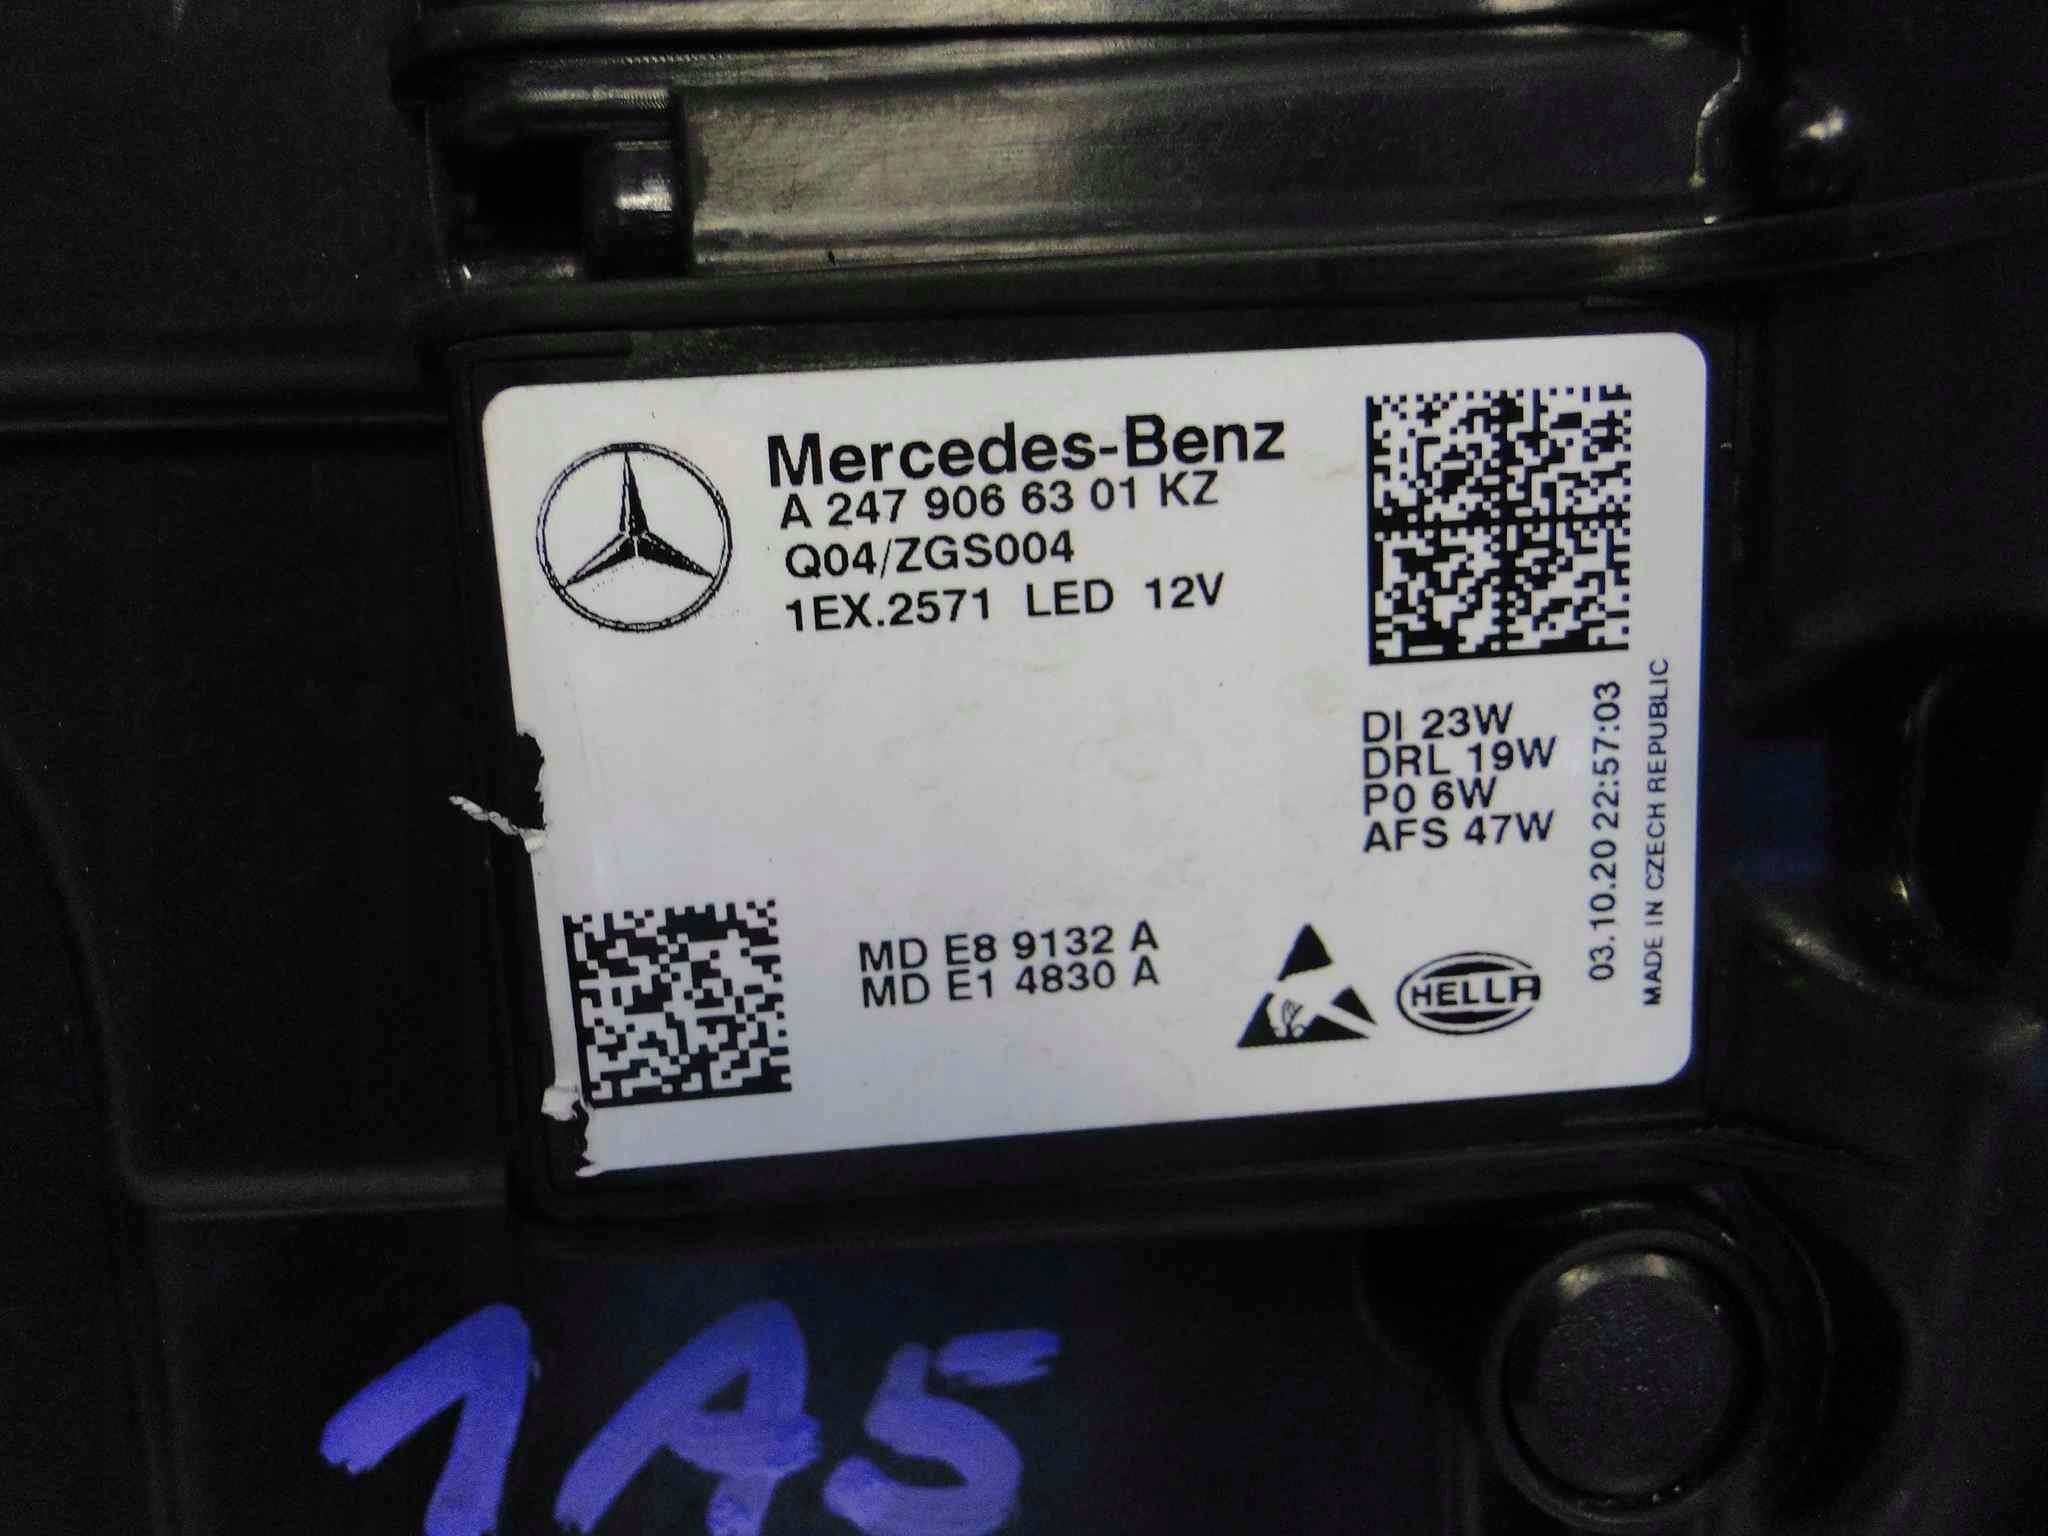 Mercedes-Benz
A 247 906 63 01 KZ
Q04/ZGS004
1EX.2571 LED 12V
DI 23W
DRL 19W
P0 6W
AFS 47W
03.10.20 22:57:03
MADE IN CZECH REPUBLIC
MD E8 9132 A
MD E1 4830 A
HELLA
1A5